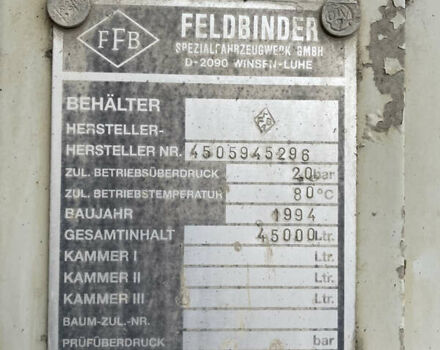 FFB
FELDBINDER
SPEZIALFAHRZEUGWERK GMBH
D-2090 WINSEN-LUHE
BEHÄLTER
HERSTELLER-
HERSTELLER NR. 4505945296
ZUL. BETRIEBSÜBERDRUCK 2,0 bar
ZUL. BETRIEBSTEMPERATUR 80 °C
BAUJAHR 1994
GESAMTINHALT 45000 Ltr.
KAMMER I Ltr.
KAMMER II Ltr.
KAMMER III Ltr.
BAUM-ZUL.-NR.
PRÜFÜBERDRUCK bar